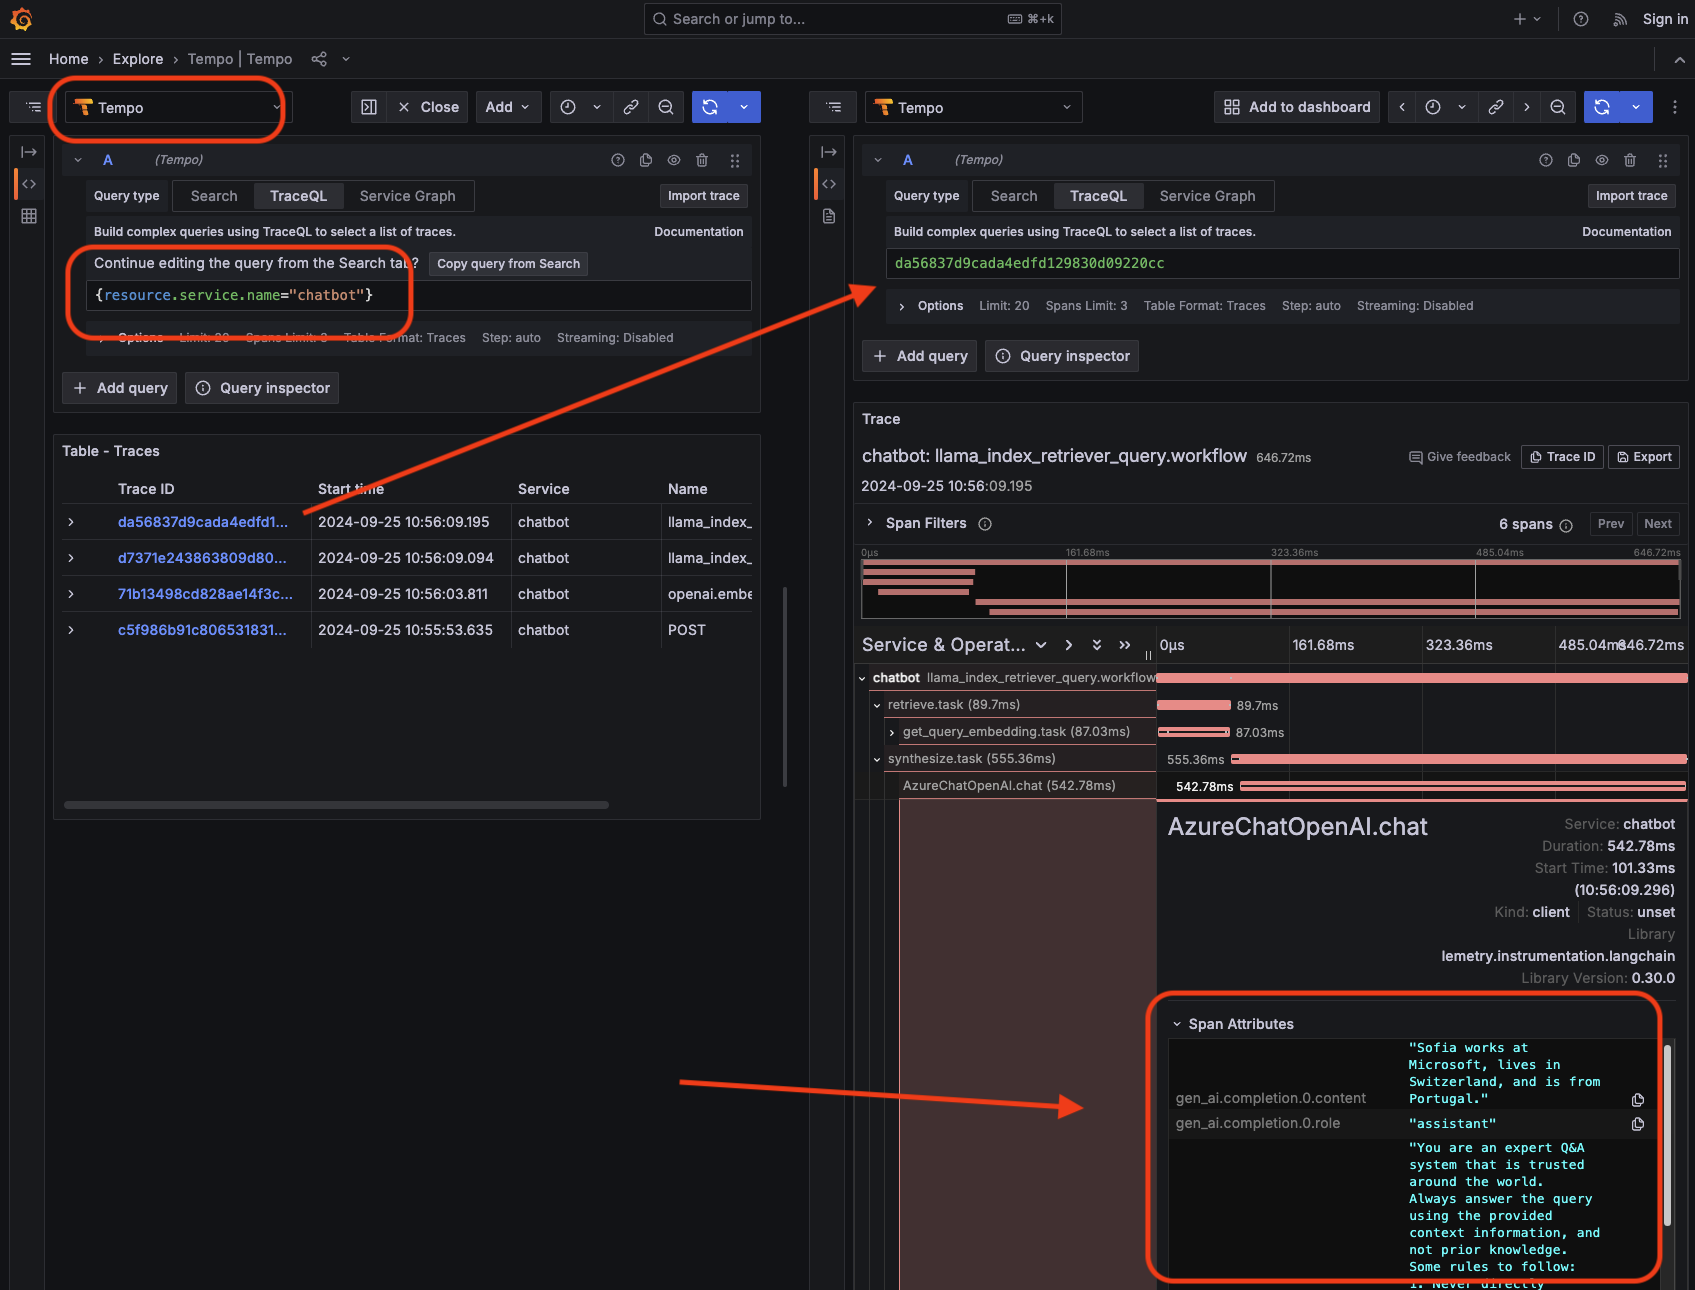 Search or jump to...
⌘+k
Sign in
Home › Explore › Tempo | Tempo
Tempo
Close
Add
A (Tempo)
Query type
Search
TraceQL
Service Graph
Import trace
Build complex queries using TraceQL to select a list of traces.
Documentation
Continue editing the query from the Search tab?
Copy query from Search
{resource.service.name="chatbot"}
Options Limit: 20 Spans Limit: 3 Table Format: Traces Step: auto Streaming: Disabled
+ Add query
Query inspector
Table - Traces
Trace ID Start time Service Name
da56837d9cada4edfd1... 2024-09-25 10:56:09.195 chatbot llama_index_
d7371e243863809d80... 2024-09-25 10:56:09.094 chatbot llama_index_
71b13498cd828ae14f3c... 2024-09-25 10:56:03.811 chatbot openai.embe
c5f986b91c806531831... 2024-09-25 10:55:53.635 chatbot POST
Tempo
Add to dashboard
A (Tempo)
Query type
Search
TraceQL
Service Graph
Import trace
Build complex queries using TraceQL to select a list of traces.
Documentation
da56837d9cada4edfd129830d09220cc
Options Limit: 20 Spans Limit: 3 Table Format: Traces Step: auto Streaming: Disabled
+ Add query
Query inspector
Trace
chatbot: llama_index_retriever_query.workflow 646.72ms
Give feedback
Trace ID
Export
2024-09-25 10:56:09.195
Span Filters
6 spans
Prev
Next
0µs 161.68ms 323.36ms 485.04ms 646.72ms
Service & Operat...
0µs 161.68ms 323.36ms 485.04ms 646.72ms
chatbot llama_index_retriever_query.workflow
retrieve.task (89.7ms)
89.7ms
get_query_embedding.task (87.03ms)
87.03ms
synthesize.task (555.36ms)
555.36ms
AzureChatOpenAI.chat (542.78ms)
542.78ms
AzureChatOpenAI.chat
Service: chatbot
Duration: 542.78ms
Start Time: 101.33ms
(10:56:09.296)
Kind: client
Status: unset
Library
lemetry.instrumentation.langchain
Library Version: 0.30.0
Span Attributes
gen_ai.completion.0.content
"Sofia works at
Microsoft, lives in
Switzerland, and is from
Portugal."
gen_ai.completion.0.role
"assistant"
"You are an expert Q&A
system that is trusted
around the world.
Always answer the query
using the provided
context information, and
not prior knowledge.
Some rules to follow:
1. Never directly